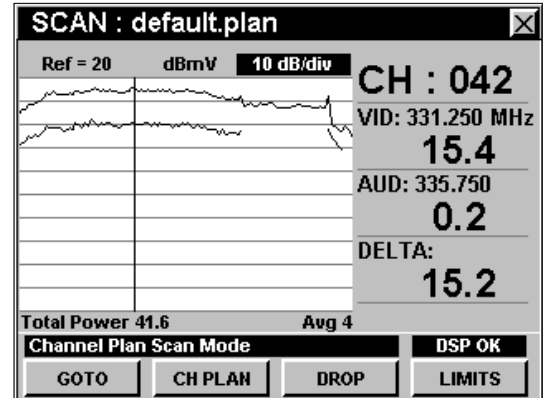 SCAN : default.plan
Ref = 20 dBmV 10 dB/div
CH : 042
VID: 331.250 MHz
15.4
AUD: 335.750
0.2
DELTA:
15.2
Total Power 41.6 Avg 4
Channel Plan Scan Mode DSP OK
GOTO CH PLAN DROP LIMITS